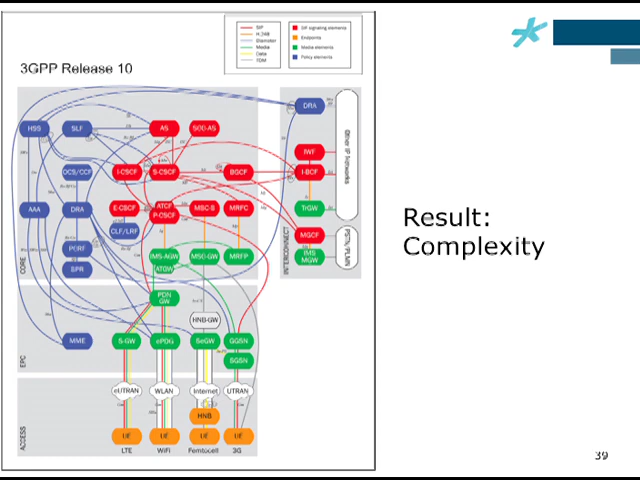 SIP
H.248
Diameter
Media
Data
TDM
SIP signaling elements
Endpoints
Media elements
Policy elements
3GPP Release 10
HSS
SLF
AS
SCC-AS
DRA
Other IP Networks
IWF
OCS/CCF
I-CSCF
S-CSCF
BGCF
I-BCF
AAA
DRA
E-CSCF
ATCF
P-CSCF
MSC-S
MRFC
TrGW
CLF/LRF
MGCF
PSTN/PLMN
PCRF
IMS-AGW
MSC-GW
MRFP
IMS
MGW
SPR
ATGW
CORE
INTERCONNECT
PDN
GW
HNB-GW
MME
S-GW
ePDG
SeGW
GGSN
SGSN
EPC
eUTRAN
WLAN
Internet
UTRAN
HNB
ACCESS
UE
UE
UE
UE
LTE
WiFi
Femtocell
3G
Result:
Complexity
39